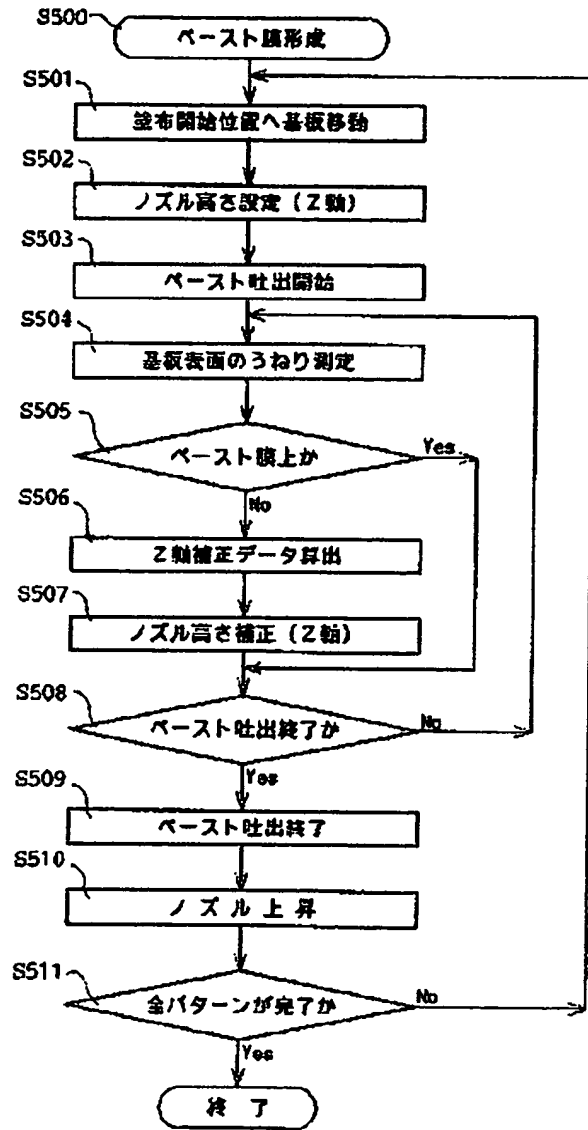 S500
ペースト膜形成
S501
塗布開始位置へ基板移動
S502
ノズル高さ設定（Z軸）
S503
ペースト吐出開始
S504
基板表面のうねり測定
S505
ペースト膜上か
Yes
No
S506
Z軸補正データ算出
S507
ノズル高さ補正（Z軸）
S508
ペースト吐出終了か
No
Yes
S509
ペースト吐出終了
S510
ノズル上昇
S511
全パターンが完了か
No
Yes
終了